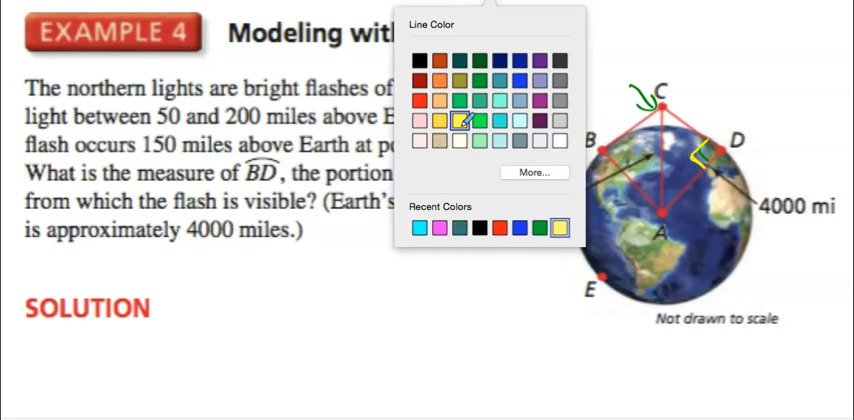 EXAMPLE 4 Modeling wit
The northern lights are bright flashes of
light between 50 and 200 miles above E
flash occurs 150 miles above Earth at p
What is the measure of BD, the portion
from which the flash is visible? (Earth's
is approximately 4000 miles.)
SOLUTION
Line Color
More...
Recent Colors
C
B
D
4000 mi
A
E
Not drawn to scale